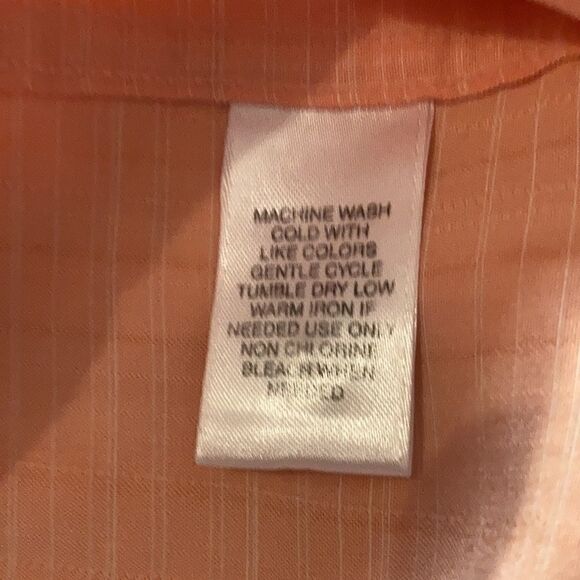 MACHINE WASH
COLD WITH
LIKE COLORS
GENTLE CYCLE
TUMBLE DRY LOW
WARM IRON IF
NEEDED USE ONLY
NON CHLORINE
BLEACH WHEN
NEEDED